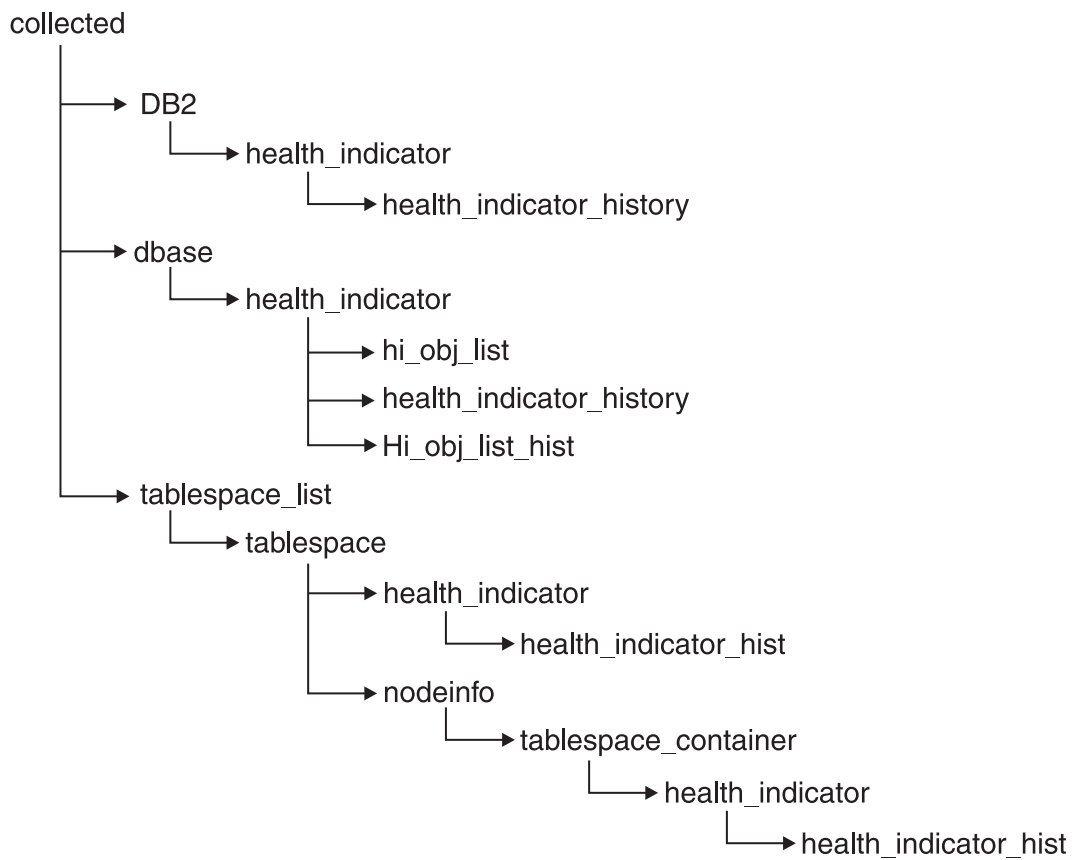 collected
DB2
health_indicator
health_indicator_history
dbase
health_indicator
hi_obj_list
health_indicator_history
Hi_obj_list_hist
tablespace_list
tablespace
health_indicator
health_indicator_hist
nodeinfo
tablespace_container
health_indicator
health_indicator_hist